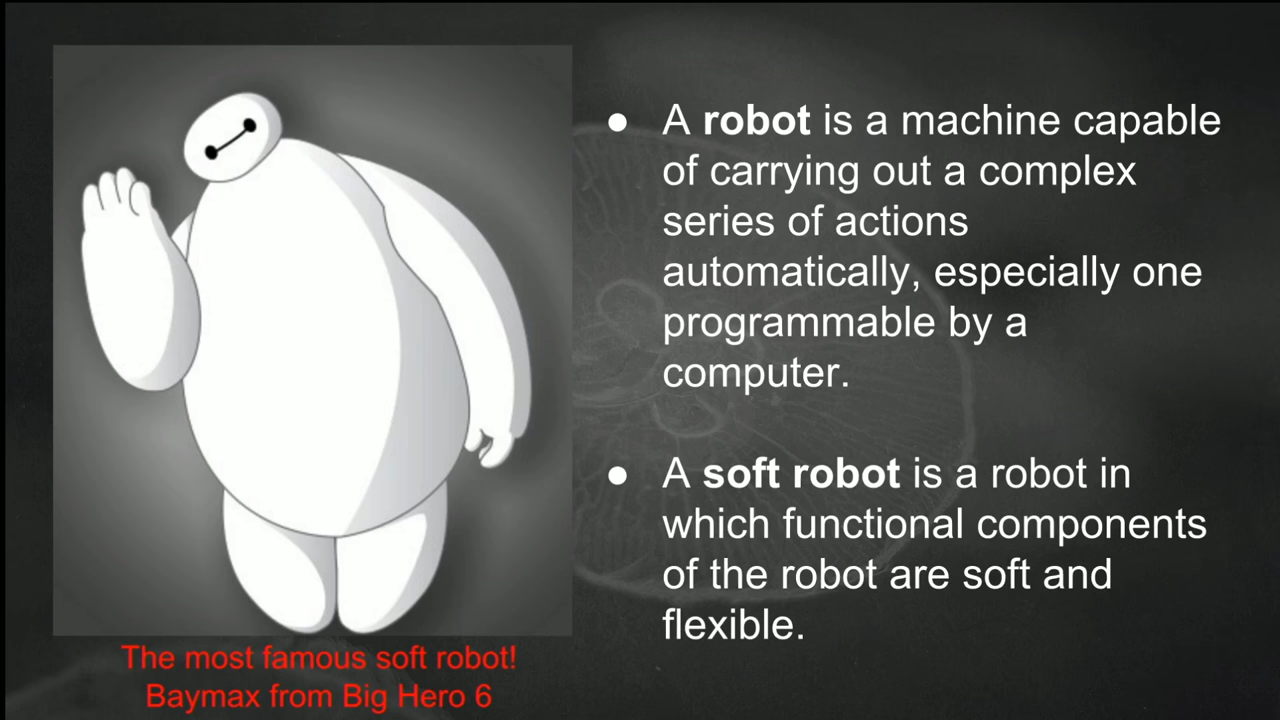 ● A robot is a machine capable
of carrying out a complex
series of actions
automatically, especially one
programmable by a
computer.
● A soft robot is a robot in
which functional components
of the robot are soft and
flexible.
The most famous soft robot!
Baymax from Big Hero 6